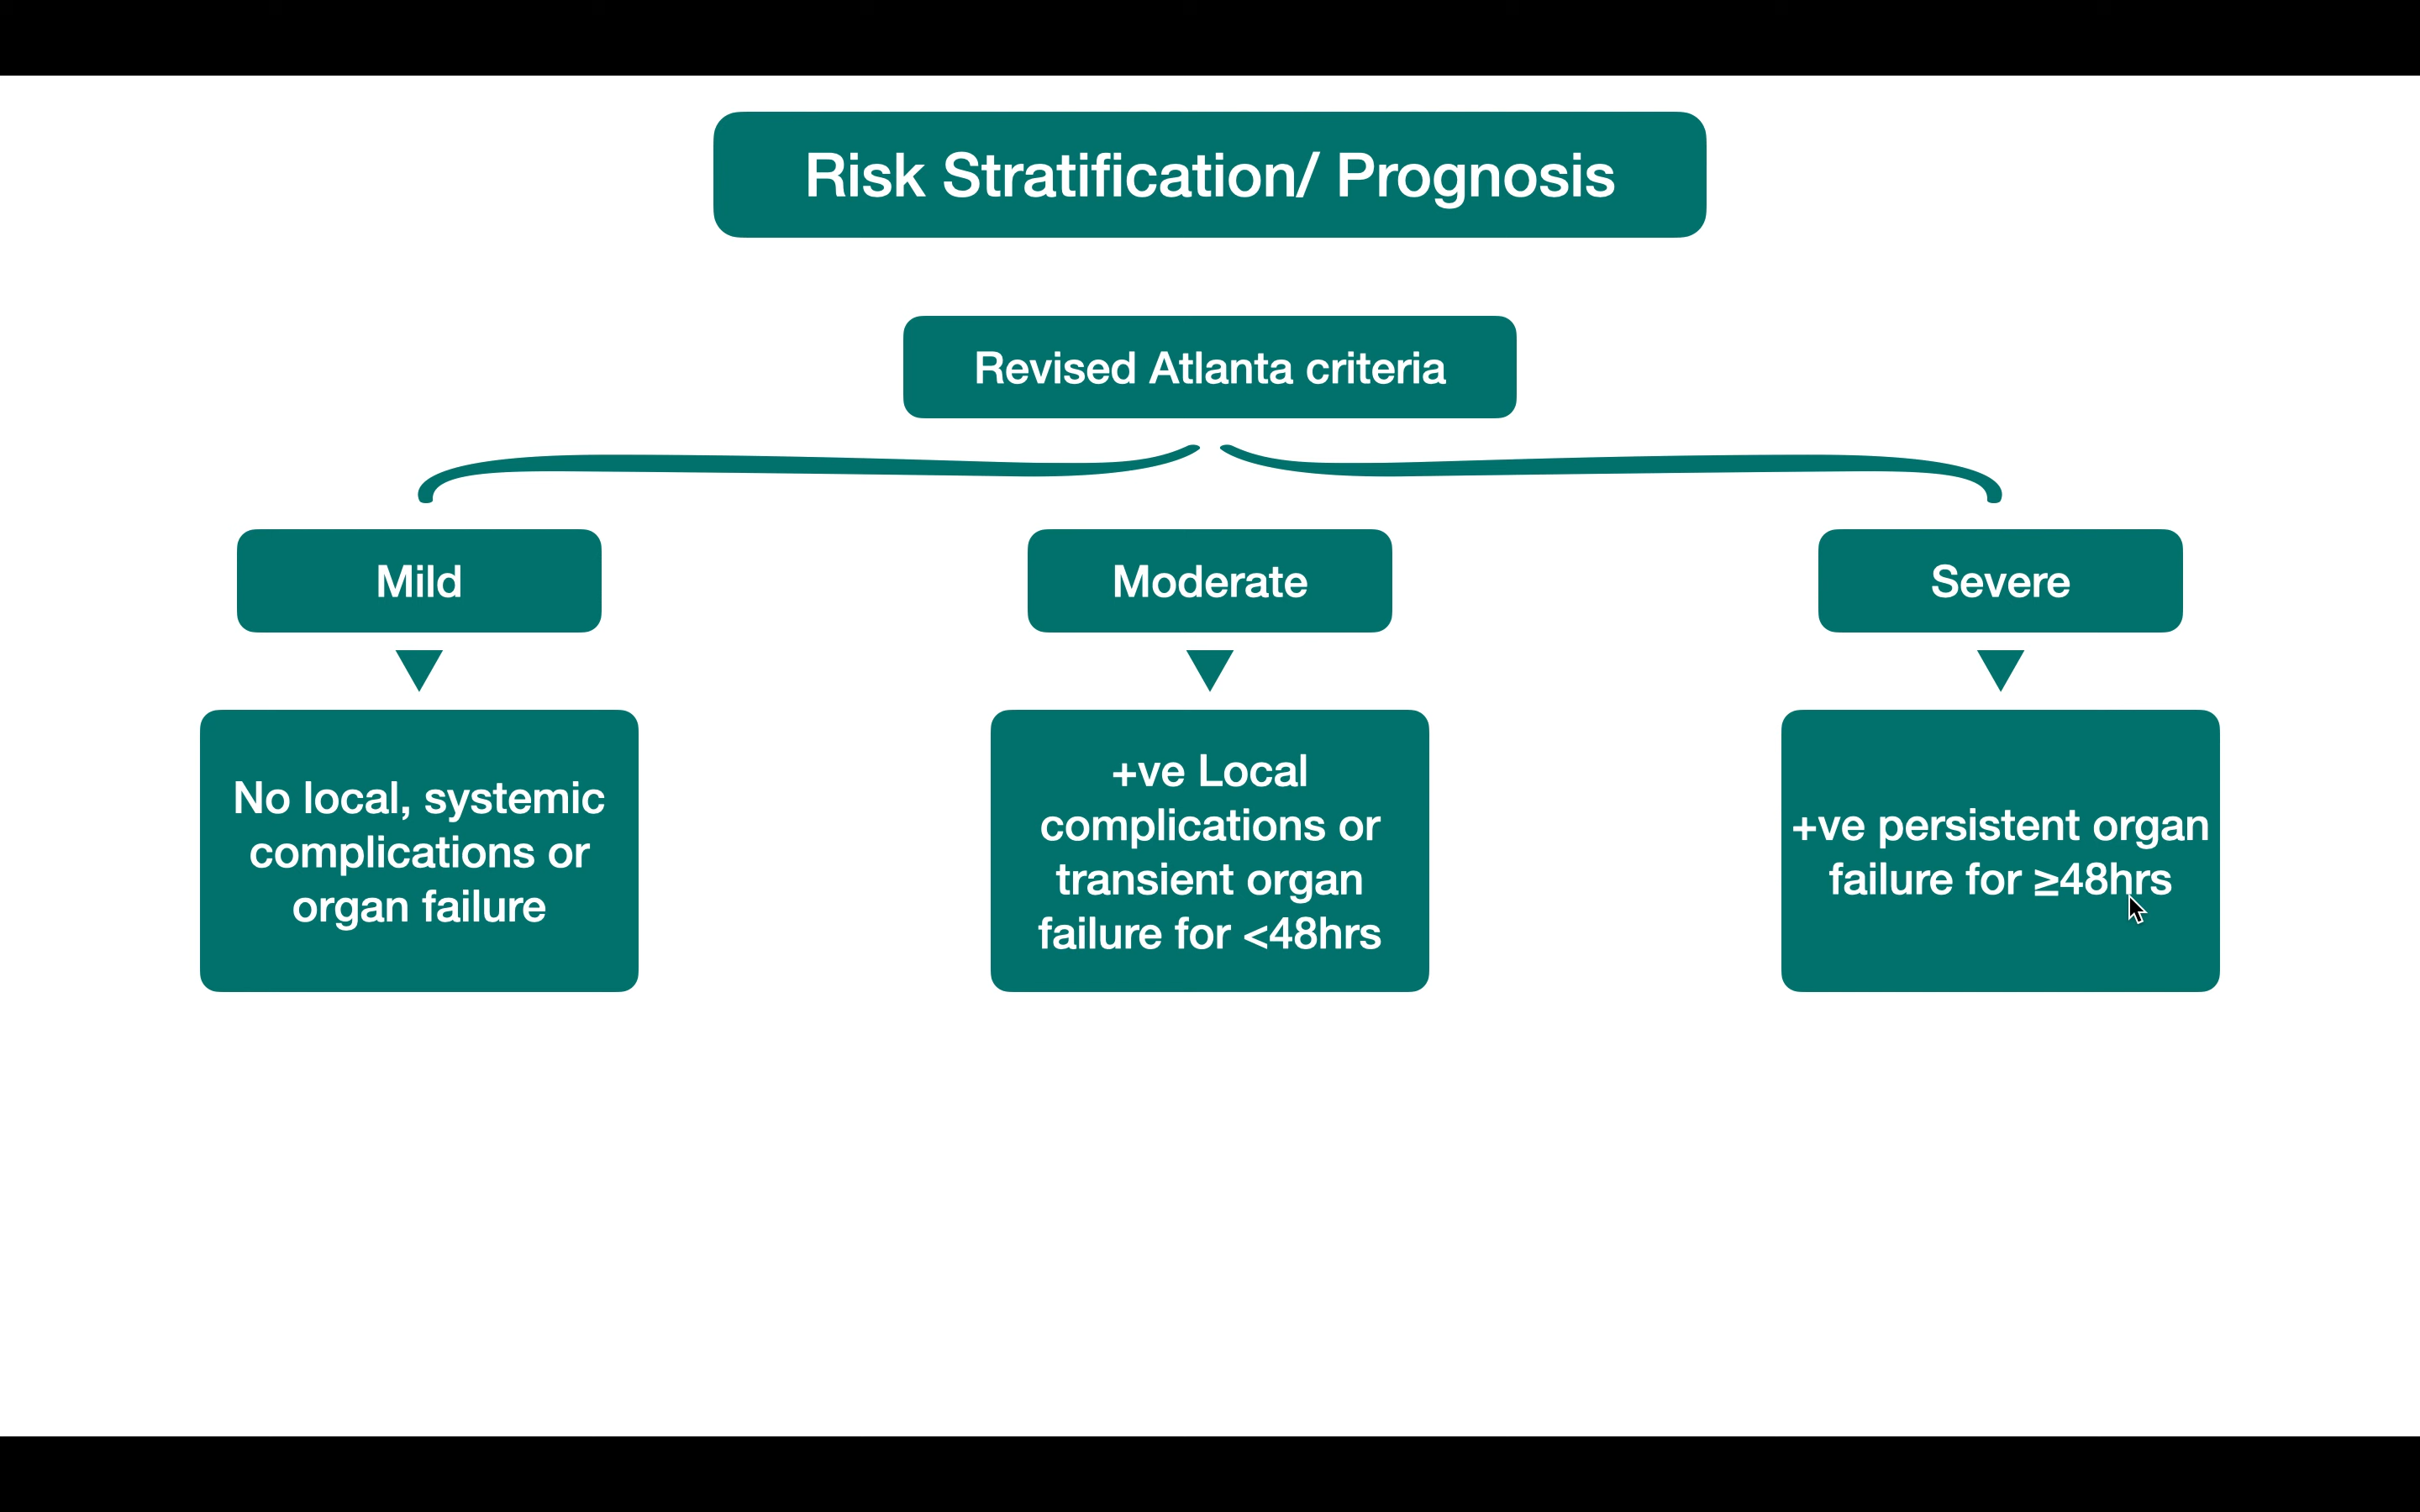 Risk Stratification/ Prognosis
Revised Atlanta criteria
Mild
Moderate
Severe
No local, systemic
complications or
organ failure
+ve Local
complications or
transient organ
failure for <48hrs
+ve persistent organ
failure for ≥48hrs